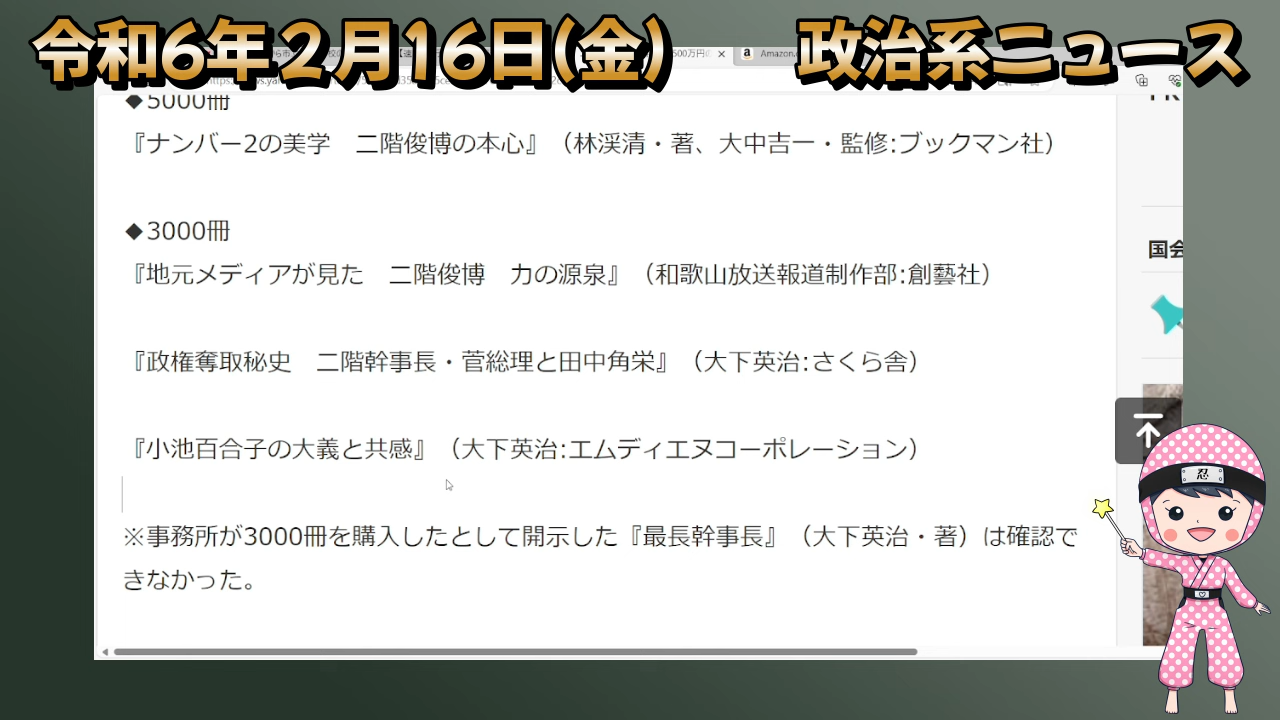 令和6年2月16日(金) 政治系ニュース
◆5000冊
『ナンバー2の美学　二階俊博の本心』（林渓清・著、大中吉一・監修:ブックマン社）
◆3000冊
『地元メディアが見た　二階俊博　力の源泉』（和歌山放送報道制作部:創藝社）
国会
『政権奪取秘史　二階幹事長・菅総理と田中角栄』（大下英治:さくら舎）
『小池百合子の大義と共感』（大下英治:エムディエヌコーポレーション）
忍
※事務所が3000冊を購入したとして開示した『最長幹事長』（大下英治・著）は確認で
きなかった。